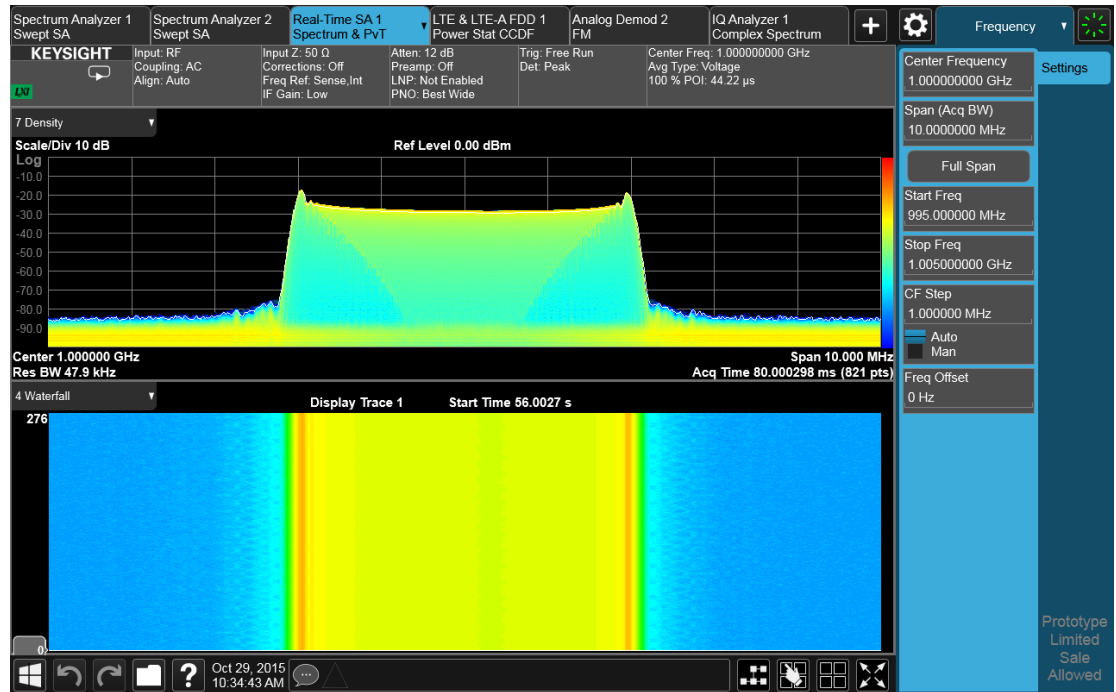 Spectrum Analyzer 1
Swept SA
Spectrum Analyzer 2
Swept SA
Real-Time SA 1
Spectrum & PvT
LTE & LTE-A FDD 1
Power Stat CCDF
Analog Demod 2
FM
IQ Analyzer 1
Complex Spectrum
Frequency
KEYSIGHT
LXI
Input: RF
Coupling: AC
Align: Auto
Input Z: 50 Ω
Corrections: Off
Freq Ref: Sense,Int
IF Gain: Low
Atten: 12 dB
Preamp: Off
LNP: Not Enabled
PNO: Best Wide
Trig: Free Run
Det: Peak
Center Freq: 1.000000000 GHz
Avg Type: Voltage
100 % POI: 44.22 µs
7 Density
Scale/Div 10 dB
Ref Level 0.00 dBm
Log
-10.0
-20.0
-30.0
-40.0
-50.0
-60.0
-70.0
-80.0
-90.0
Center 1.000000 GHz
Res BW 47.9 kHz
Span 10.000 MHz
Acq Time 80.000298 ms (821 pts)
4 Waterfall
Display Trace 1
Start Time 56.0027 s
276
0
Oct 29, 2015
10:34:43 AM
Center Frequency
1.000000000 GHz
Span (Acq BW)
10.0000000 MHz
Full Span
Start Freq
995.000000 MHz
Stop Freq
1.005000000 GHz
CF Step
1.000000 MHz
Auto
Man
Freq Offset
0 Hz
Settings
Prototype
Limited
Sale
Allowed